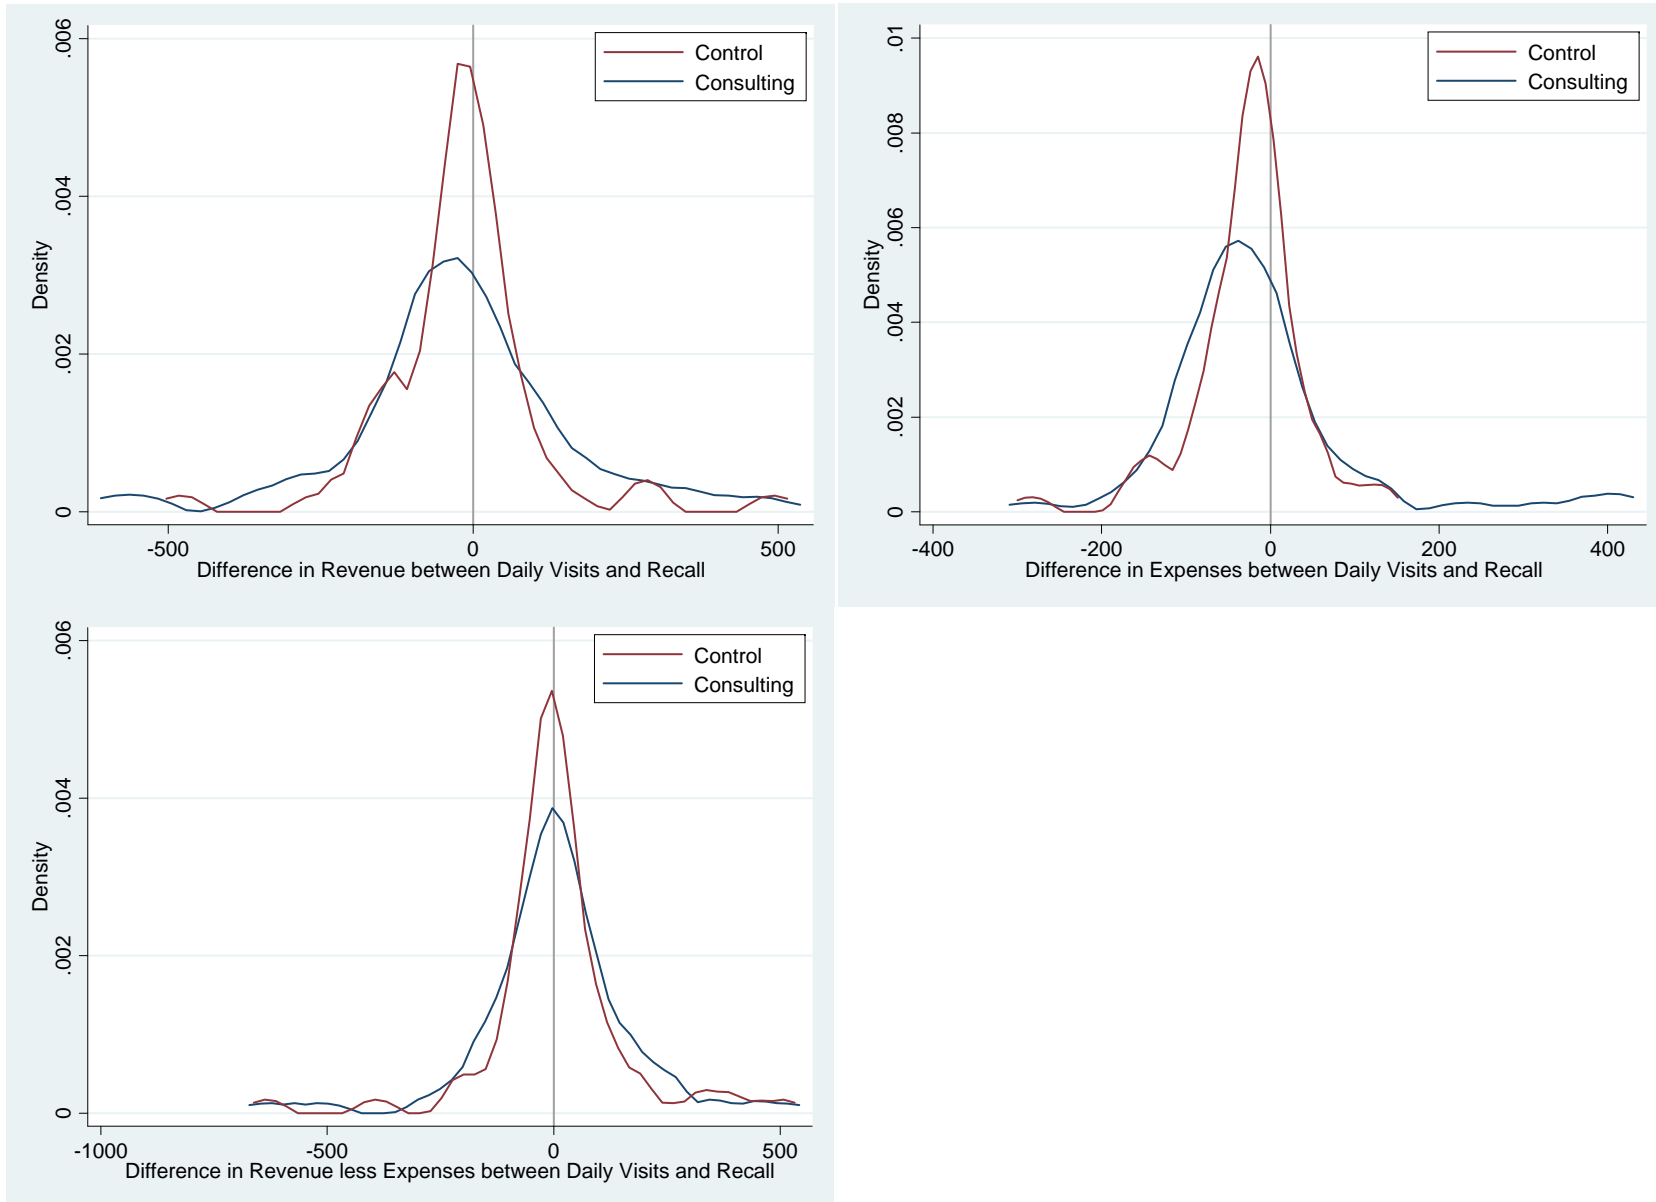 .006
.004
.002
0
Density
Control
Consulting
-500
0
500
Difference in Revenue between Daily Visits and Recall
.01
.008
.006
.004
.002
0
Density
Control
Consulting
-400
-200
0
200
400
Difference in Expenses between Daily Visits and Recall
.006
.004
.002
0
Density
Control
Consulting
-1000
-500
0
500
Difference in Revenue less Expenses between Daily Visits and Recall